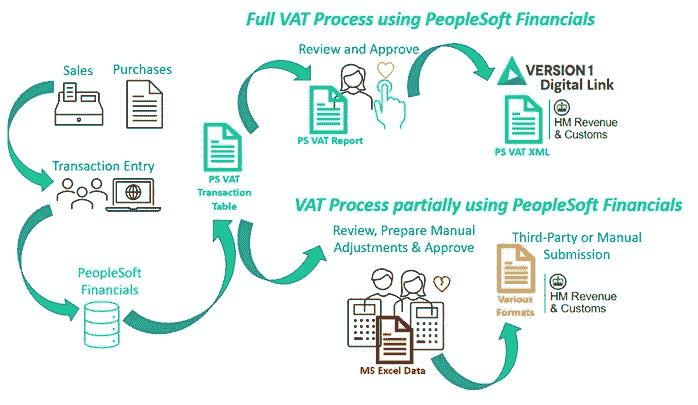 Full VAT Process using PeopleSoft Financials
Sales
Purchases
Review and Approve
VERSION 1
Digital Link
PS VAT Report
HM Revenue
& Customs
PS VAT XML
Transaction Entry
PS VAT
Transaction
Table
VAT Process partially using PeopleSoft Financials
Review, Prepare Manual
Adjustments & Approve
Third-Party or Manual
Submission
PeopleSoft
Financials
Various
Formats
HM Revenue
& Customs
MS Excel Data